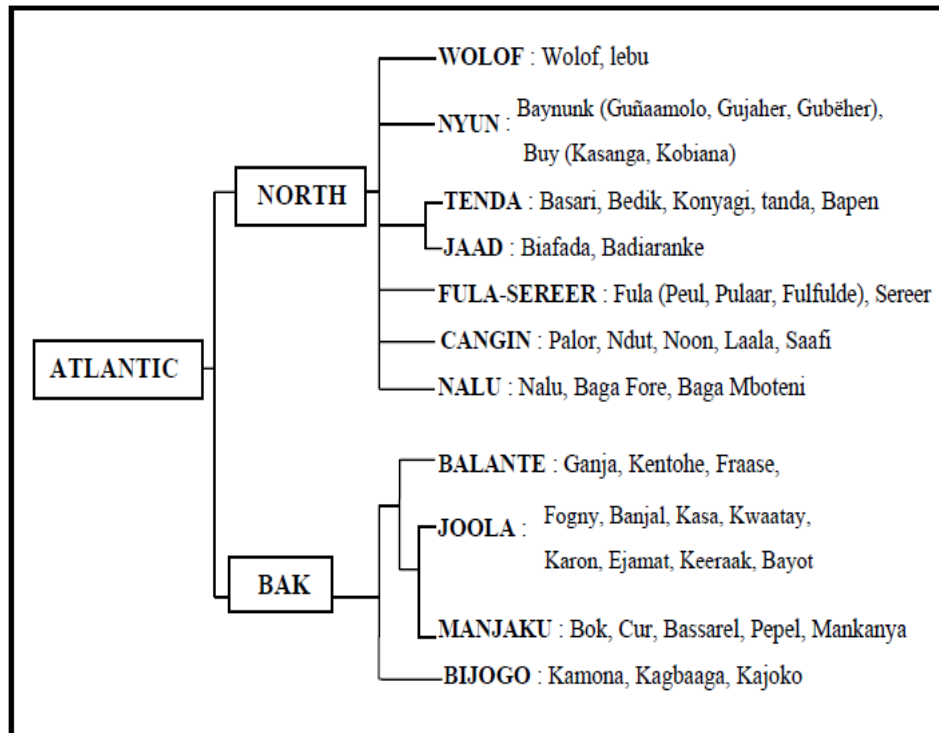 WOLOF : Wolof, lebu
NYUN : Baynunk (Guñaamolo, Gujaher, Gubëher),
Buy (Kasanga, Kobiana)
NORTH
TENDA : Basari, Bedik, Konyagi, tanda, Bapen
JAAD : Biafada, Badiaranke
FULA-SEREER : Fula (Peul, Pulaar, Fulfulde), Sereer
CANGIN : Palor, Ndut, Noon, Laala, Saafi
ATLANTIC
NALU : Nalu, Baga Fore, Baga Mboteni
BALANTE : Ganja, Kentohe, Fraase,
JOOLA : Fogny, Banjal, Kasa, Kwaatay,
Karon, Ejamat, Keeraak, Bayot
BAK
MANJAKU : Bok, Cur, Bassarel, Pepel, Mankanya
BIJOGO : Kamona, Kagbaaga, Kajoko